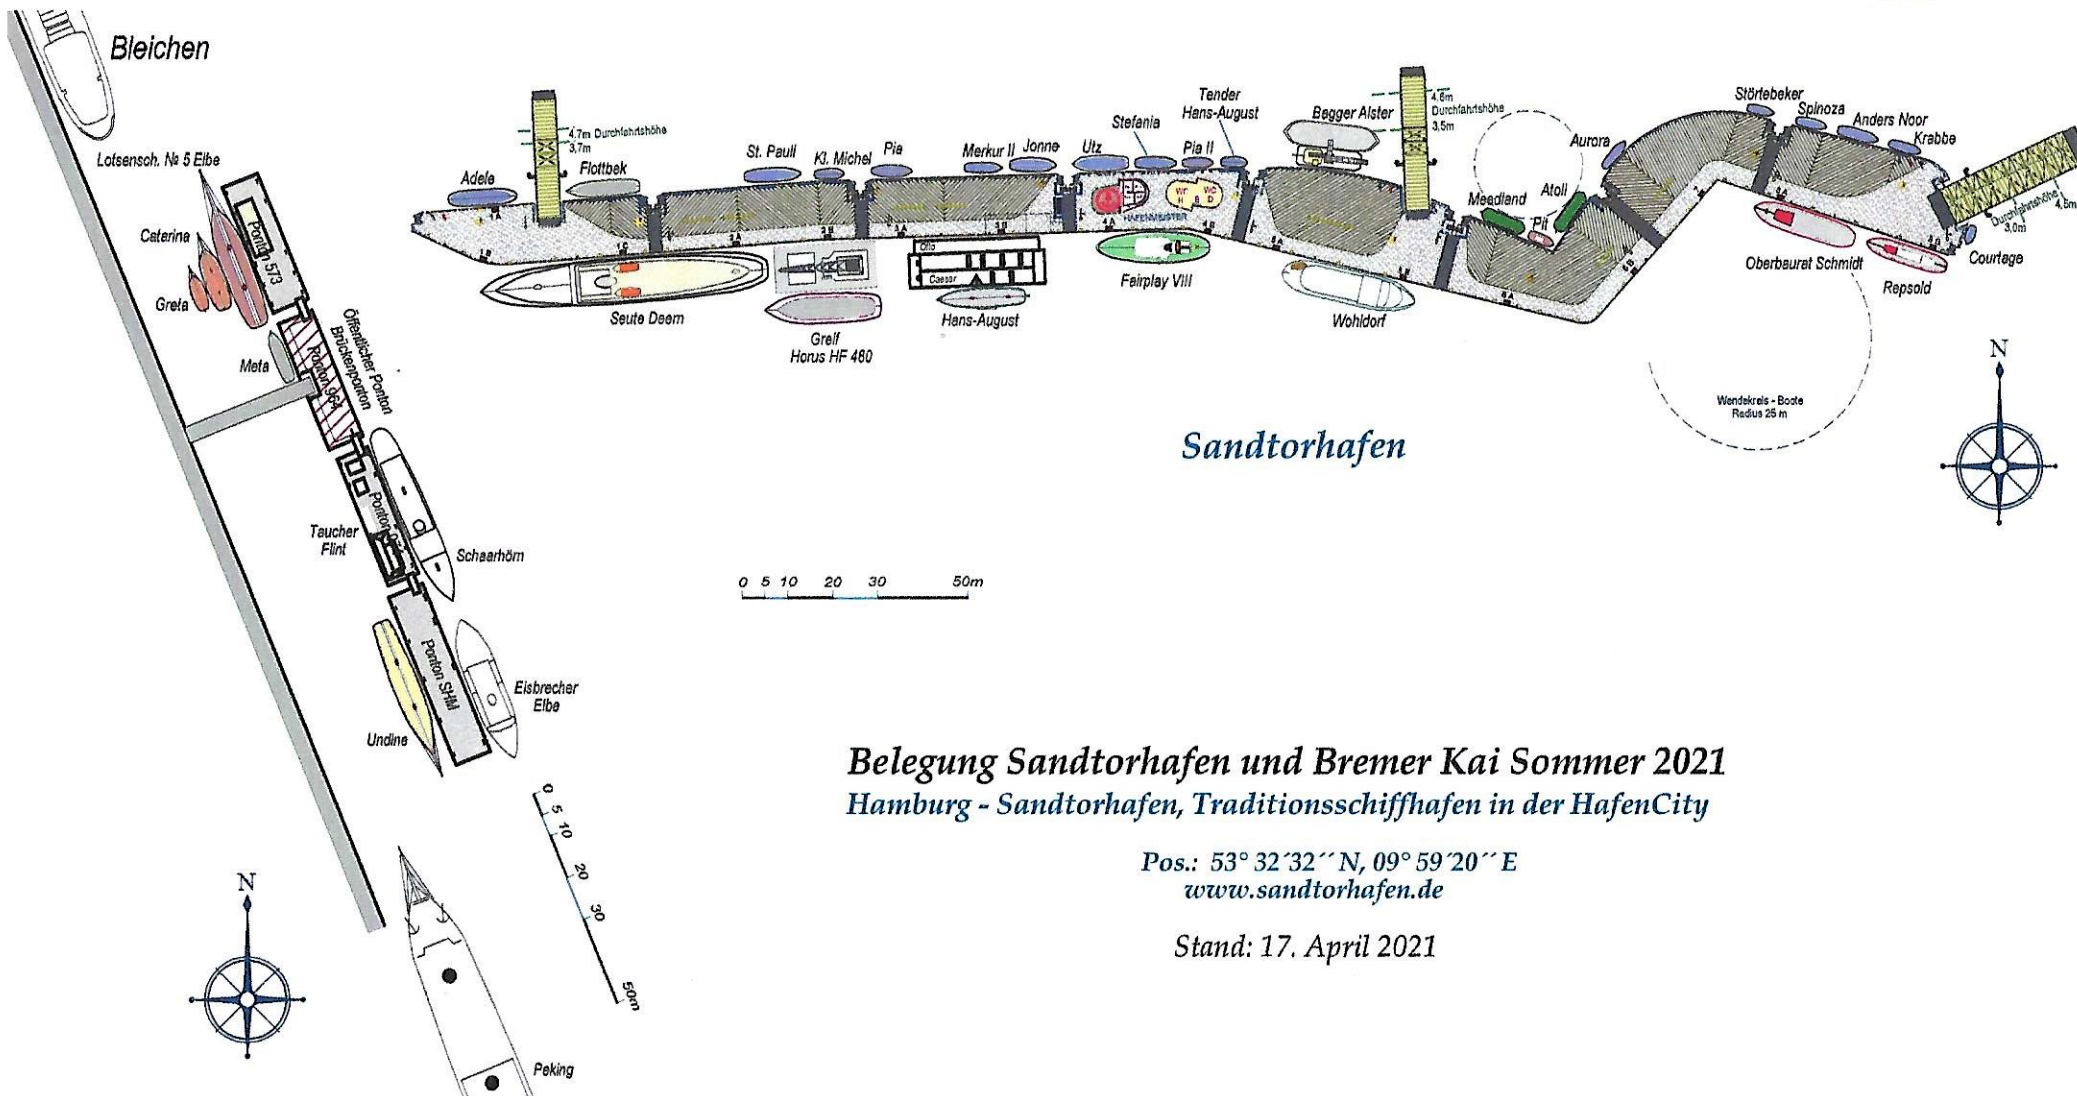 Bleichen
Lotsensch. № 5 Elbe
Ponton 573
Caterina
Greta
Meta
Ponton 964
Öffentlicher Ponton
Brückenponton
Taucher
Flint
Schaarhörn
Ponton SHM
Undine
Eisbrecher
Elbe
Peking
4,7m Durchfahrtshöhe
3,7m
Adele
Flottbek
St. Pauli
Kl. Michel
Pia
Merkur II
Jonne
Utz
Stefania
Pia II
Tender
Hans-August
Begger Alster
4,6m
Durchfahrtshöhe
3,5m
Meedland
Pit
Atoll
Aurora
Störtebeker
Spinoza
Anders Noor
Krabbe
Durchfahrtshöhe
4,5m
3,0m
Courtage
HAFENMEISTER
WC
H
WC
D
Seute Deern
Greif
Horus HF 480
Otto
Caesar
Hans-August
Fairplay VIII
Wohldorf
Oberbaurat Schmidt
Repsold
Wendekreis - Boote
Radius 25 m
N
Sandtorhafen
0 5 10 20 30 50m
Belegung Sandtorhafen und Bremer Kai Sommer 2021
Hamburg - Sandtorhafen, Traditionsschiffhafen in der HafenCity
Pos.: 53° 32´32´´ N, 09° 59´20´´ E
www.sandtorhafen.de
Stand: 17. April 2021
0 5 10 20 30 50m
N